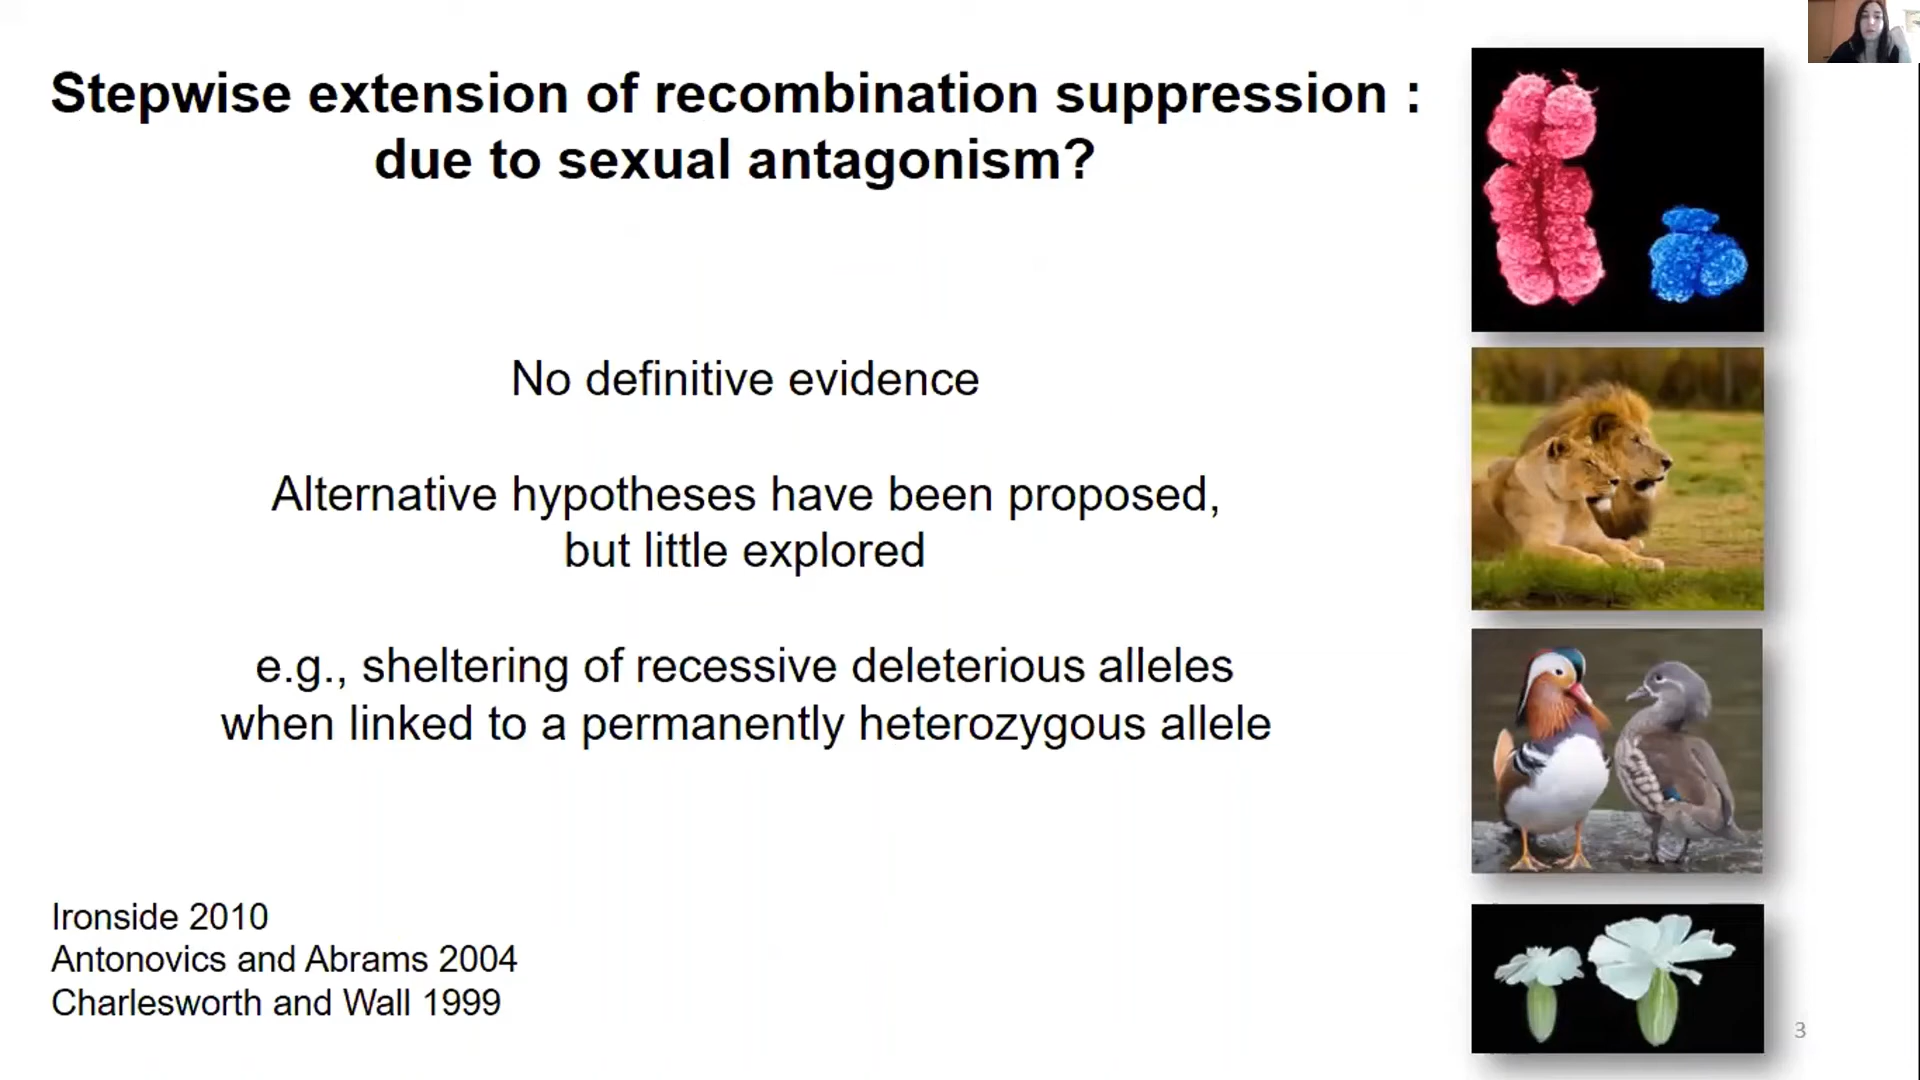 Stepwise extension of recombination suppression :
due to sexual antagonism?
No definitive evidence
Alternative hypotheses have been proposed,
but little explored
e.g., sheltering of recessive deleterious alleles
when linked to a permanently heterozygous allele
Ironside 2010
Antonovics and Abrams 2004
Charlesworth and Wall 1999
3